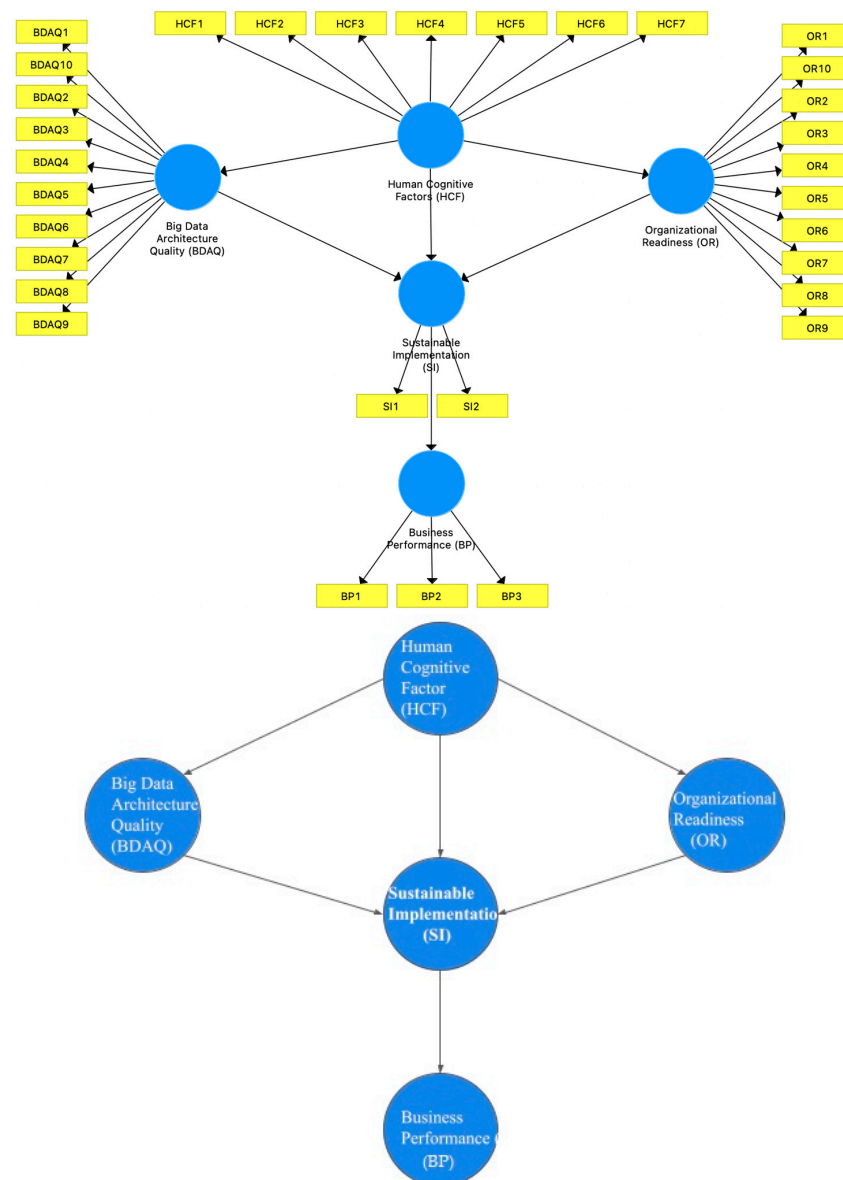 HCF1
HCF2
HCF3
HCF4
HCF5
HCF6
HCF7
BDAQ1
BDAQ10
BDAQ2
BDAQ3
BDAQ4
BDAQ5
BDAQ6
BDAQ7
BDAQ8
BDAQ9
OR1
OR10
OR2
OR3
OR4
OR5
OR6
OR7
OR8
OR9
Human Cognitive
Factors (HCF)
Big Data
Architecture
Quality (BDAQ)
Organizational
Readiness (OR)
Sustainable
Implementation
(SI)
SI1
SI2
Business
Performance (BP)
BP1
BP2
BP3
Human
Cognitive
Factor
(HCF)
Big Data
Architecture
Quality
(BDAQ)
Organizational
Readiness
(OR)
Sustainable
Implementatio
(SI)
Business
Performance (
(BP)